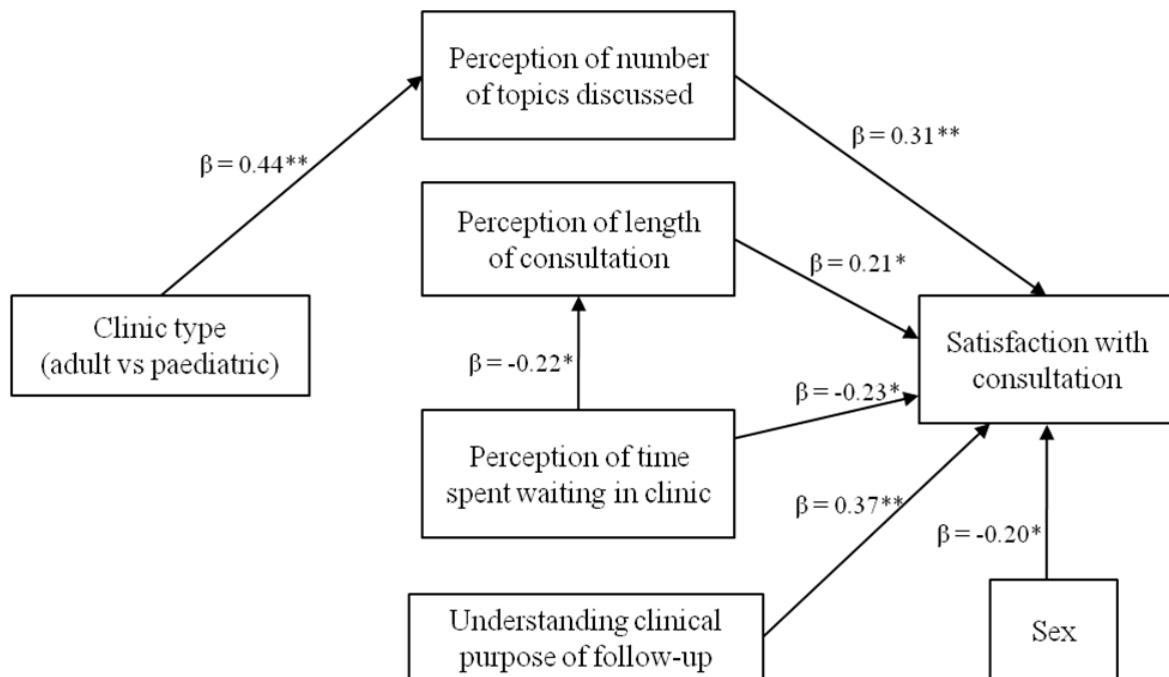 Perception of number
of topics discussed
β = 0.31**
β = 0.44**
Perception of length
of consultation
β = 0.21*
Clinic type
(adult vs paediatric)
Satisfaction with
consultation
β = -0.22*
β = -0.23*
Perception of time
spent waiting in clinic
β = 0.37**
β = -0.20*
Understanding clinical
purpose of follow-up
Sex